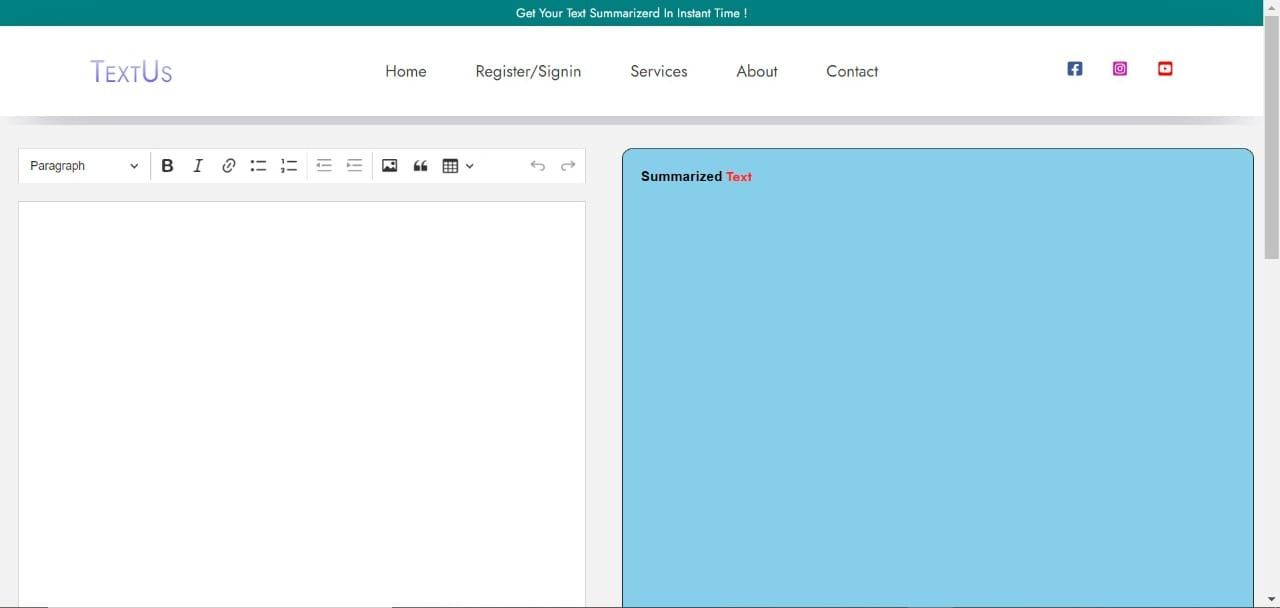 Get Your Text Summarizerd In Instant Time !
TextUs
Home Register/Signin Services About Contact
Paragraph
Summarized Text